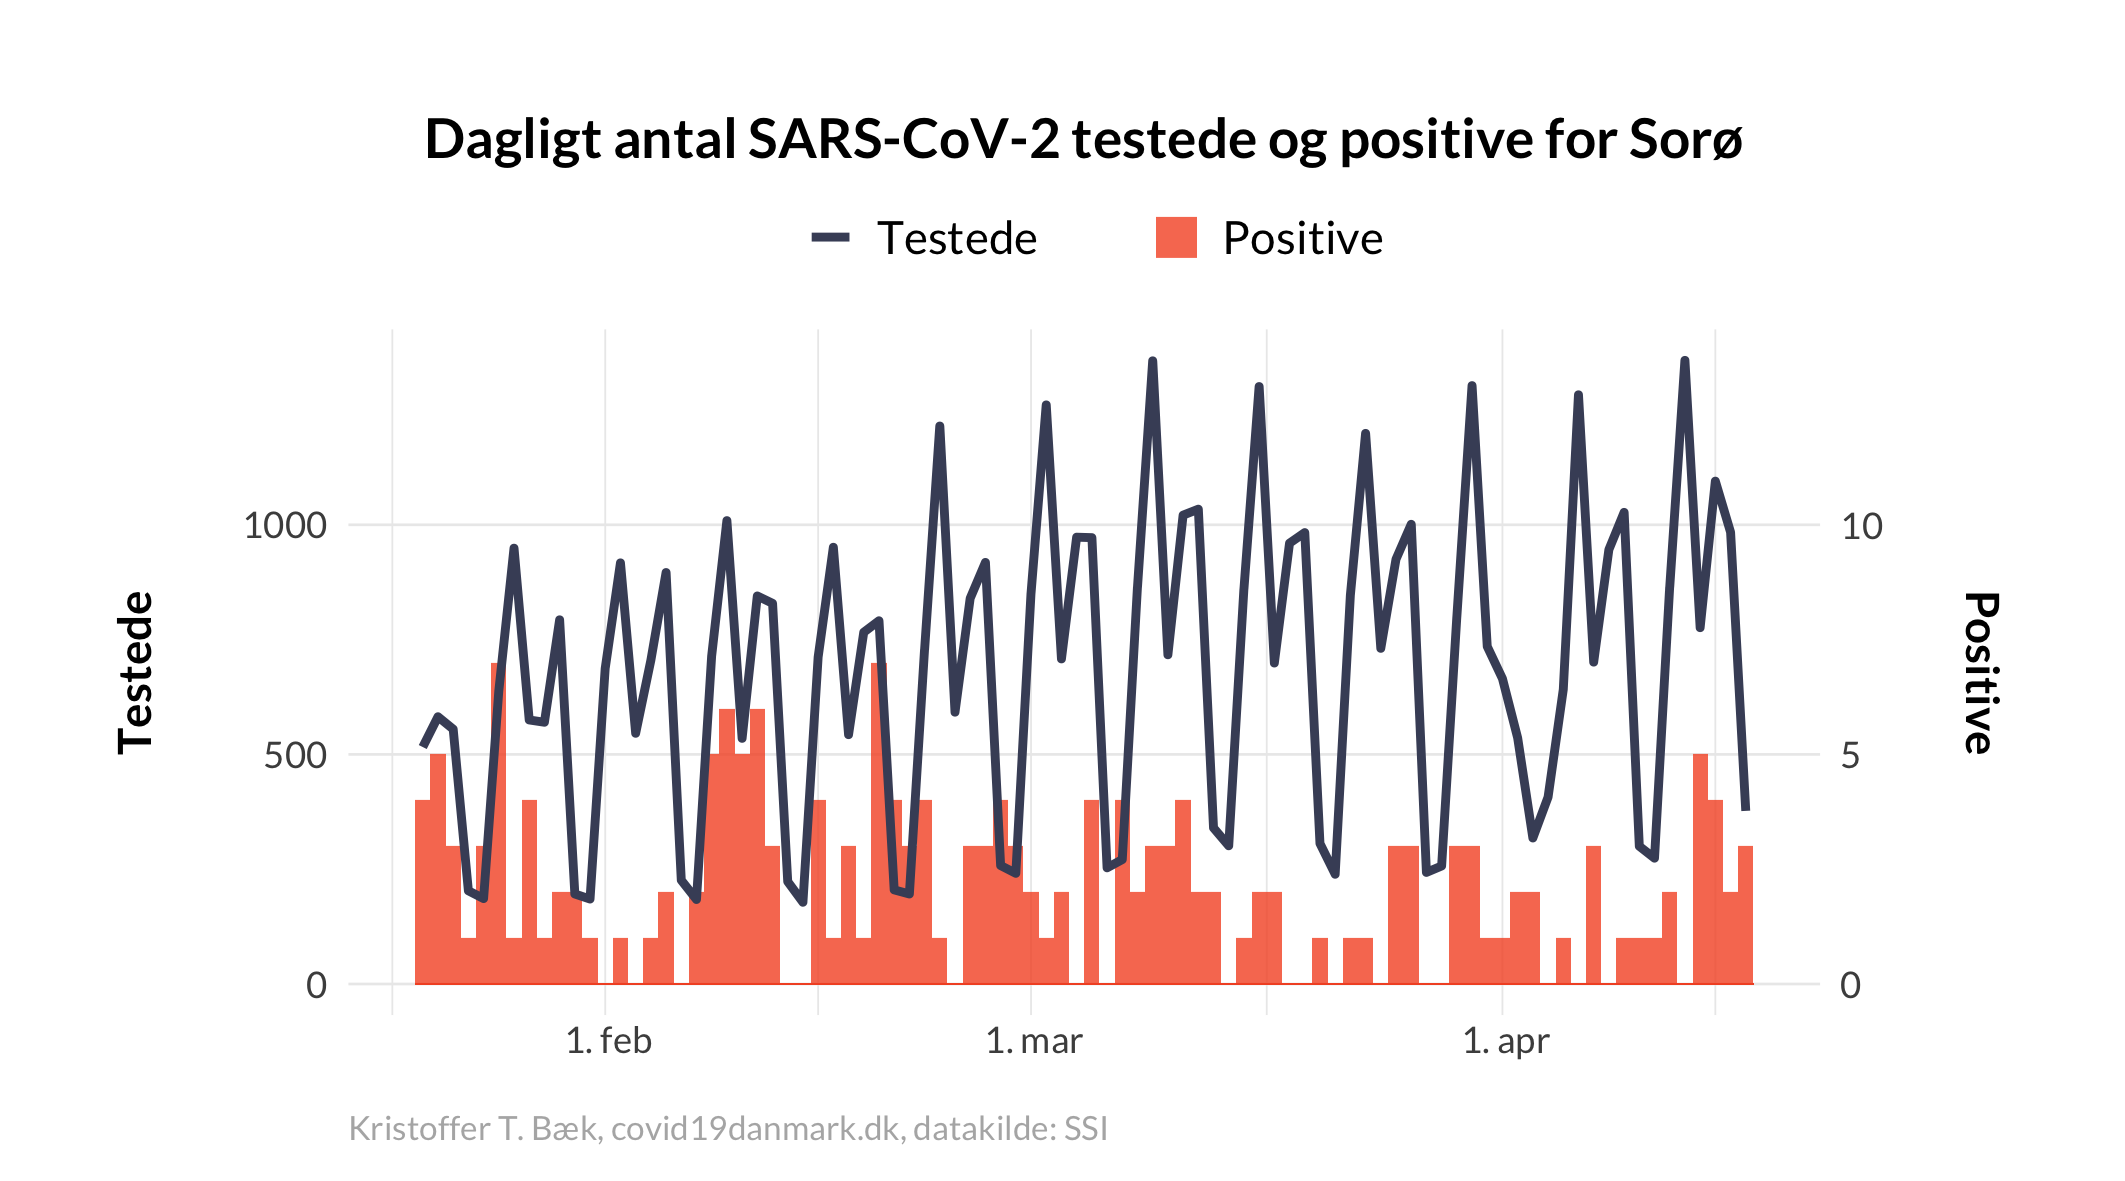 Dagligt antal SARS-CoV-2 testede og positive for Sorø
Testede
Positive
1000
500
0
10
5
0
Testede
Positive
1. feb
1. mar
1. apr
Kristoffer T. Bæk, covid19danmark.dk, datakilde: SSI